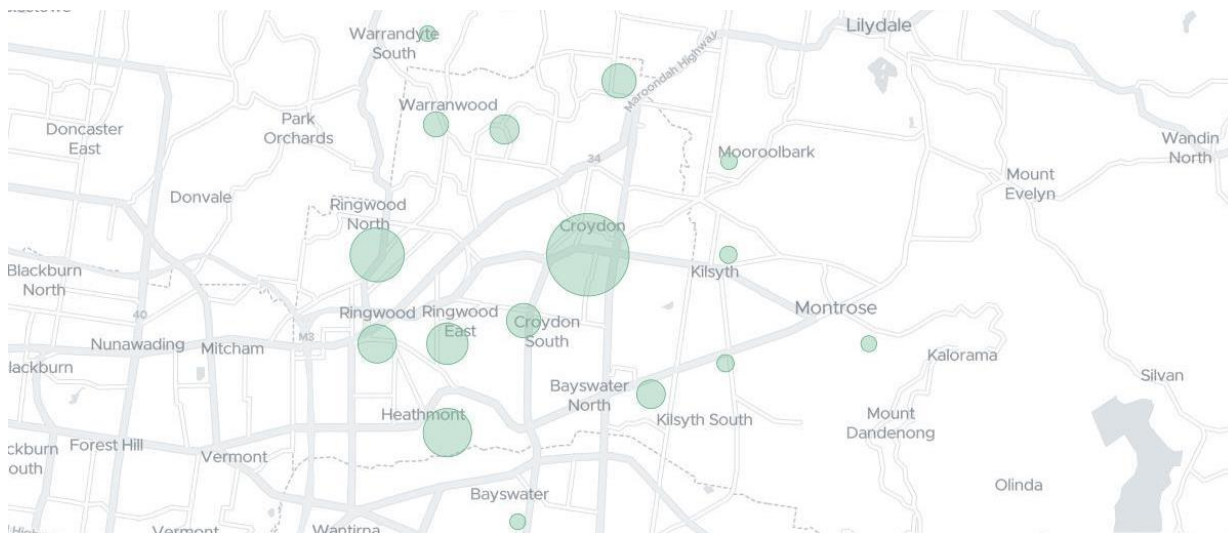 Lilydale
Warrandyte
South
Maroondah Highway
Warranwood
Doncaster
East
Park
Orchards
34
Mooroolbark
Wandin
North
Mount
Evelyn
Donvale
Ringwood
North
Croydon
Blackburn
North
Kilsyth
Montrose
40
Ringwood
Ringwood
East
Croydon
South
M3
Nunawading
Mitcham
Kalorama
lackburn
Silvan
Bayswater
North
Heathmont
Kilsyth South
Mount
Dandenong
Forest Hill
ckburn
outh
Vermont
Olinda
Bayswater
Vermont
Wantirna